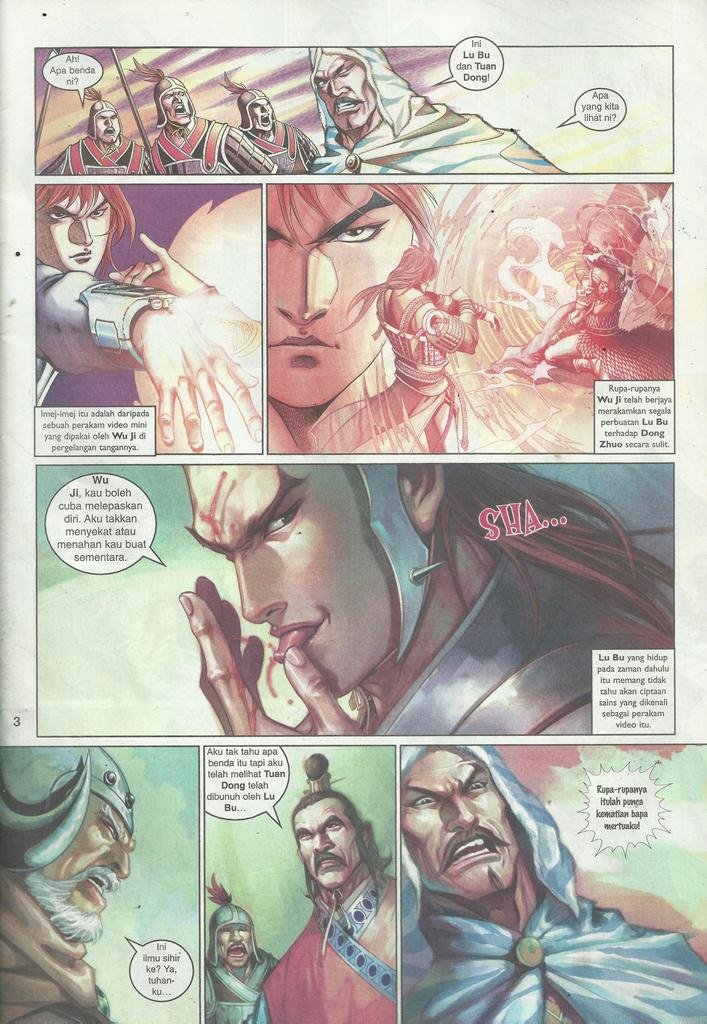 Ah!
Apa benda
ni?
Ini
Lu Bu
dan Tuan
Dong!
Apa
yang kita
lihat ni?
Imej-imej itu adalah daripada
sebuah perakam video mini
yang dipakai oleh Wu Ji di
pergelangan tangannya.
Rupa-rupanya
Wu Ji telah berjaya
merakamkan segala
perbuatan Lu Bu
terhadap Dong
Zhuo secara sulit.
Wu
Ji, kau boleh
cuba melepaskan
diri. Aku takkan
menyekat atau
menahan kau buat
sementara.
SHA...
Lu Bu yang hidup
pada zaman dahulu
itu memang tidak
tahu akan ciptaan
sains yang dikenali
sebagai perakam
video itu.
3
Ini
ilmu sihir
ke? Ya,
tuhan-
ku...
Aku tak tahu apa
benda itu tapi aku
telah melihat Tuan
Dong telah
dibunuh oleh Lu
Bu...
Rupa-rupanya
itulah punca
kematian bapa
mertuaku!